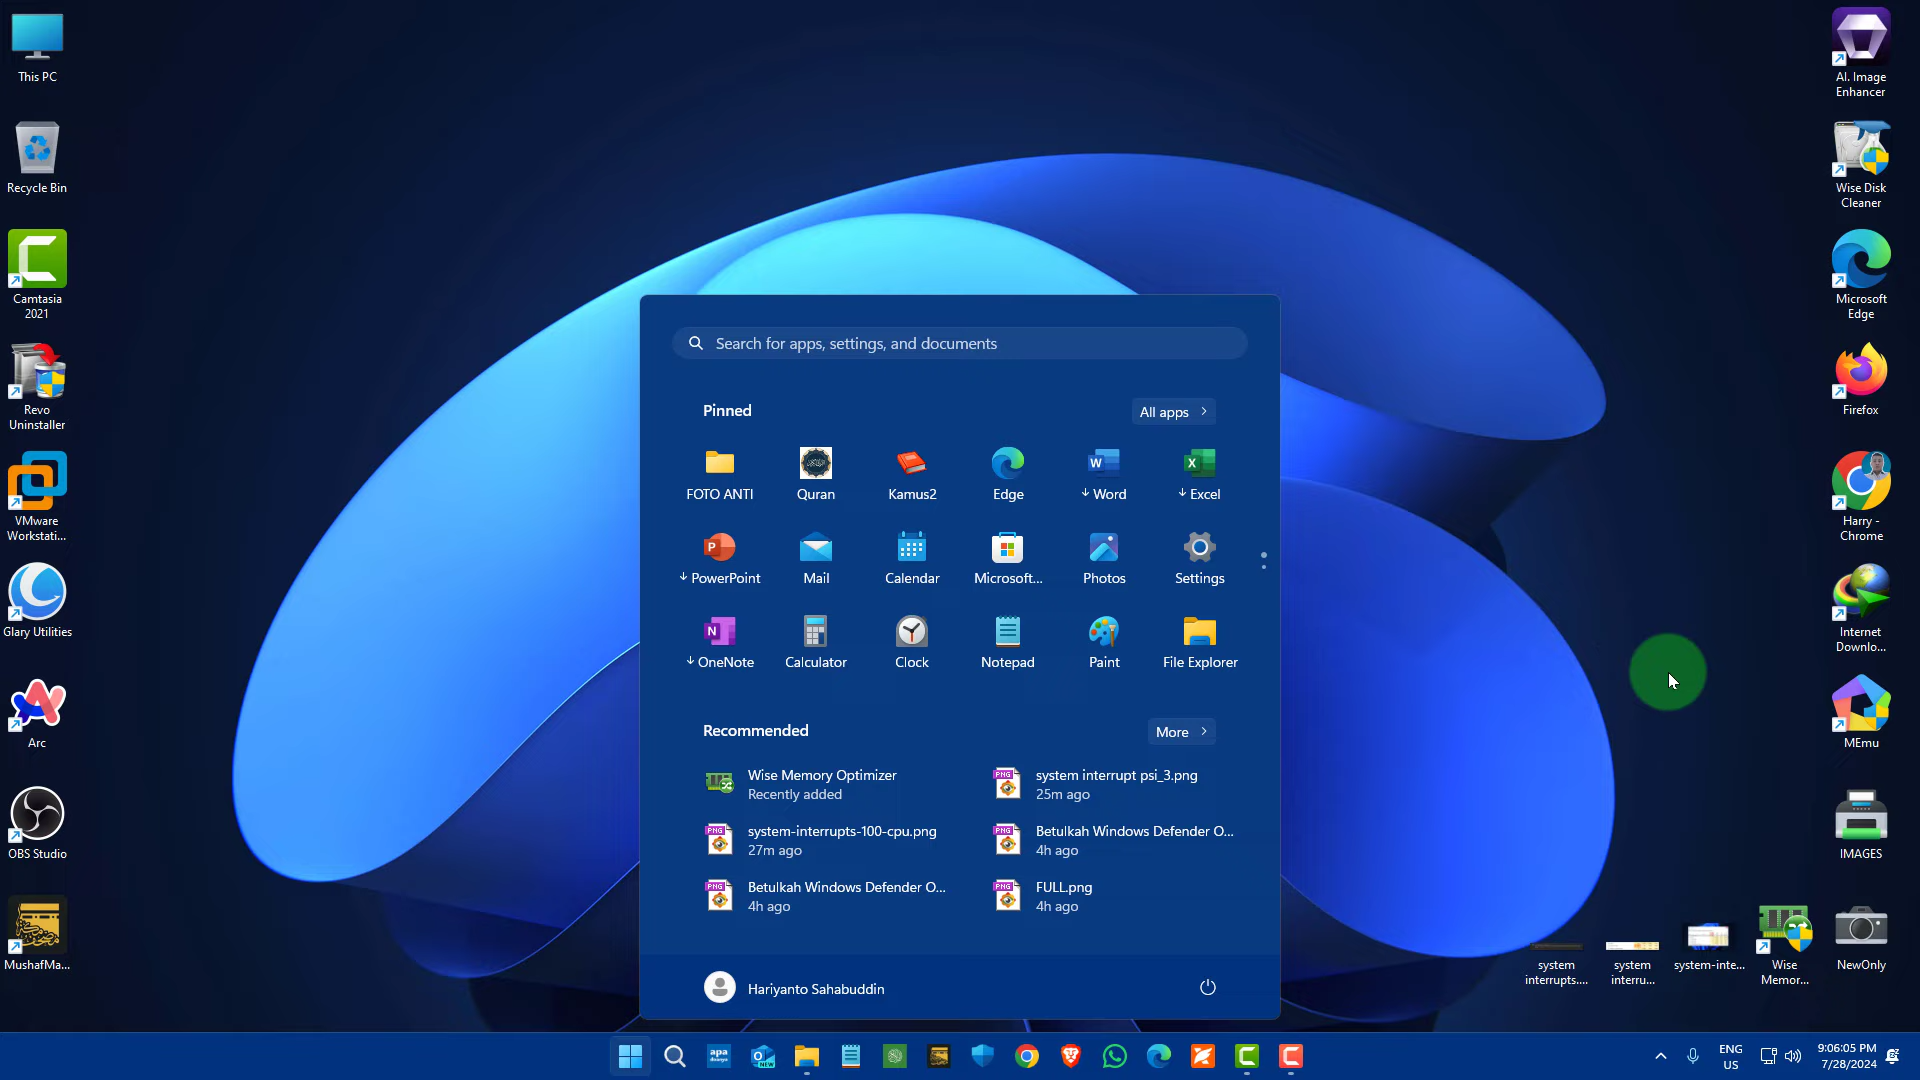 This PC
Recycle Bin
Camtasia
2021
Revo
Uninstaller
VMware
Workstati...
Glary Utilities
Arc
OBS Studio
MushafMa...
Search for apps, settings, and documents
Pinned
All apps
FOTO ANTI
Quran
Kamus2
Edge
Word
Excel
PowerPoint
Mail
Calendar
Microsoft...
Photos
Settings
OneNote
Calculator
Clock
Notepad
Paint
File Explorer
Recommended
More
Wise Memory Optimizer
Recently added
system interrupt psi_3.png
25m ago
system-interrupts-100-cpu.png
27m ago
Betulkah Windows Defender O...
4h ago
Betulkah Windows Defender O...
4h ago
FULL.png
4h ago
Hariyanto Sahabuddin
AI. Image
Enhancer
Wise Disk
Cleaner
Microsoft
Edge
Firefox
Harry -
Chrome
Internet
Downlo...
MEmu
IMAGES
system
interrupts....
system
interru...
system-inte...
Wise
Memor...
NewOnly
ENG
US
9:06:05 PM
7/28/2024